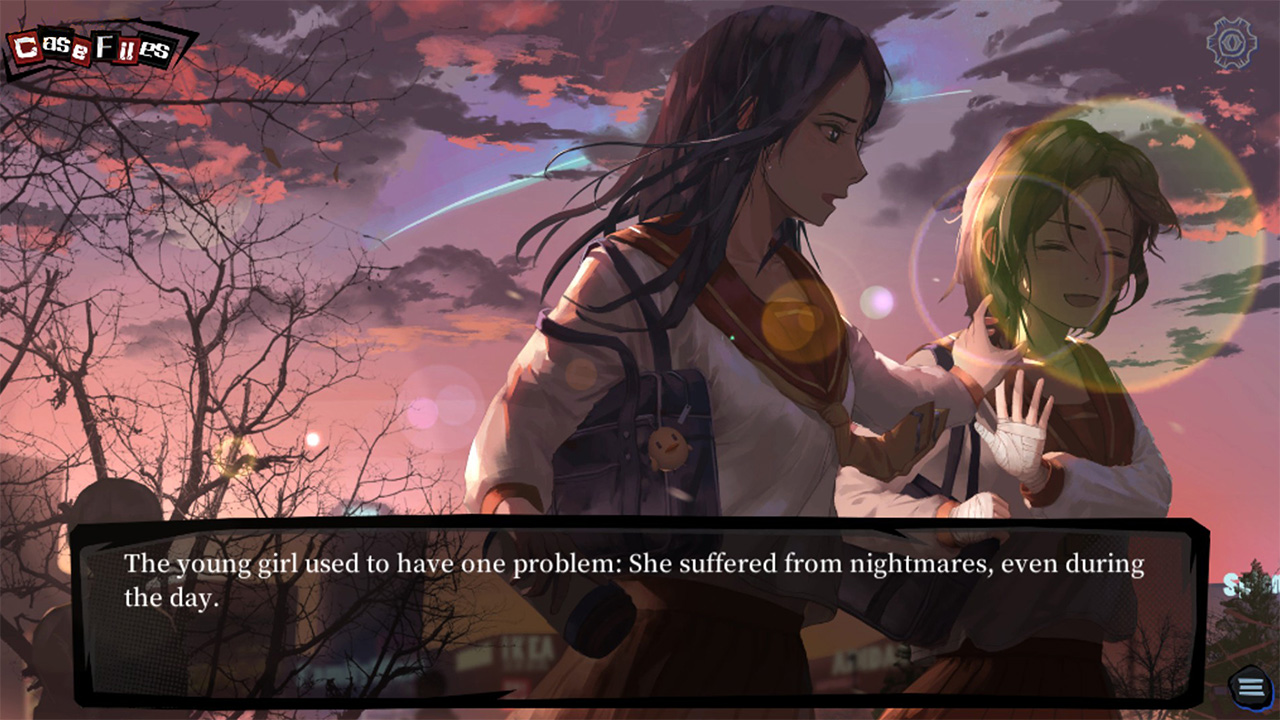 Case Files
The young girl used to have one problem: She suffered from nightmares, even during
the day.